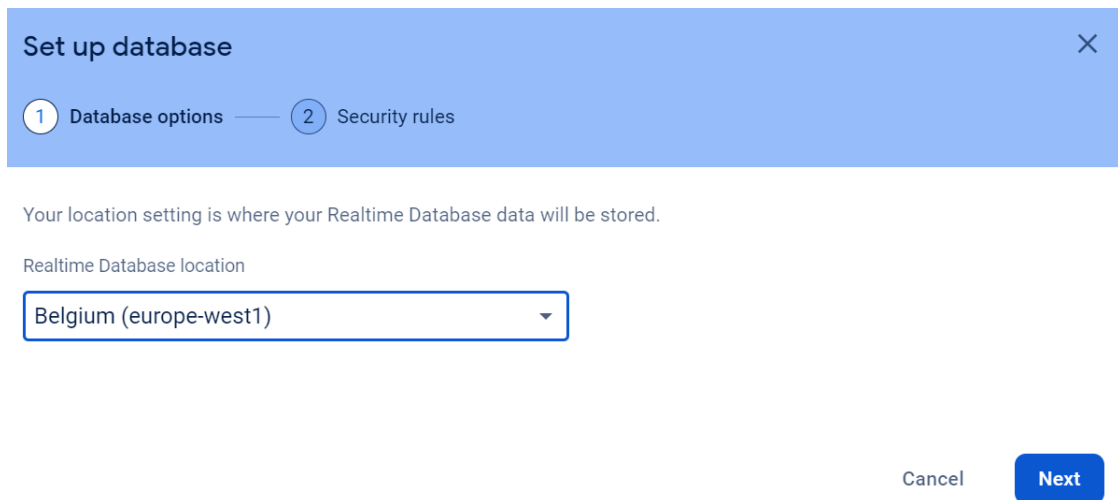 Set up database
1 Database options 2 Security rules
Your location setting is where your Realtime Database data will be stored.
Realtime Database location
Belgium (europe-west1)
Cancel Next